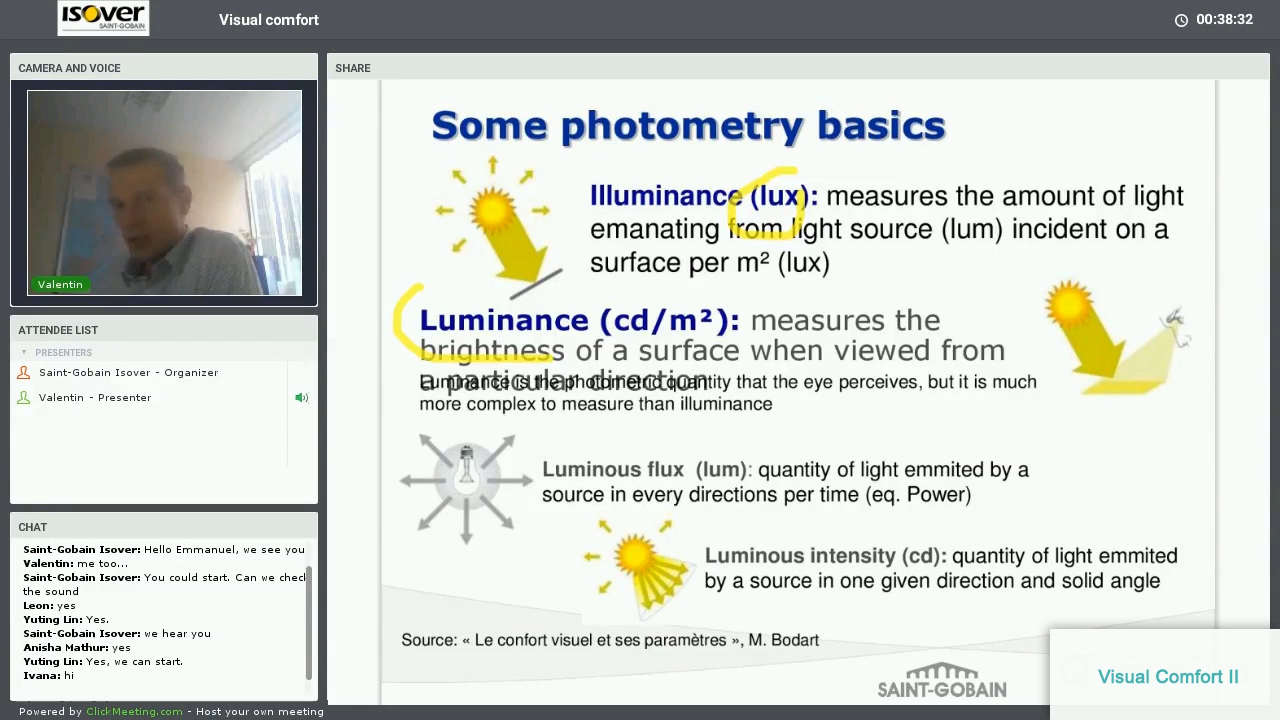 isover
SAINT-GOBAIN
Visual comfort
00:38:32
CAMERA AND VOICE
Valentin
ATTENDEE LIST
PRESENTERS
Saint-Gobain Isover - Organizer
Valentin - Presenter
CHAT
Saint-Gobain Isover: Hello Emmanuel, we see you
Valentin: me too...
Saint-Gobain Isover: You could start. Can we check
the sound
Leon: yes
Yuting Lin: Yes.
Saint-Gobain Isover: we hear you
Anisha Mathur: yes
Yuting Lin: Yes, we can start.
Ivana: hi
Powered by ClickMeeting.com - Host your own meeting
SHARE
Some photometry basics
Illuminance (lux): measures the amount of light
emanating from light source (lum) incident on a
surface per m² (lux)
Luminance (cd/m²): measures the
brightness of a surface when viewed from
a particular direction
Luminance is the photometric quantity that the eye perceives, but it is much
more complex to measure than illuminance
Luminous flux (lum): quantity of light emmited by a
source in every directions per time (eq. Power)
Luminous intensity (cd): quantity of light emmited
by a source in one given direction and solid angle
Source: « Le confort visuel et ses paramètres », M. Bodart
SAINT-GOBAIN
Visual Comfort II